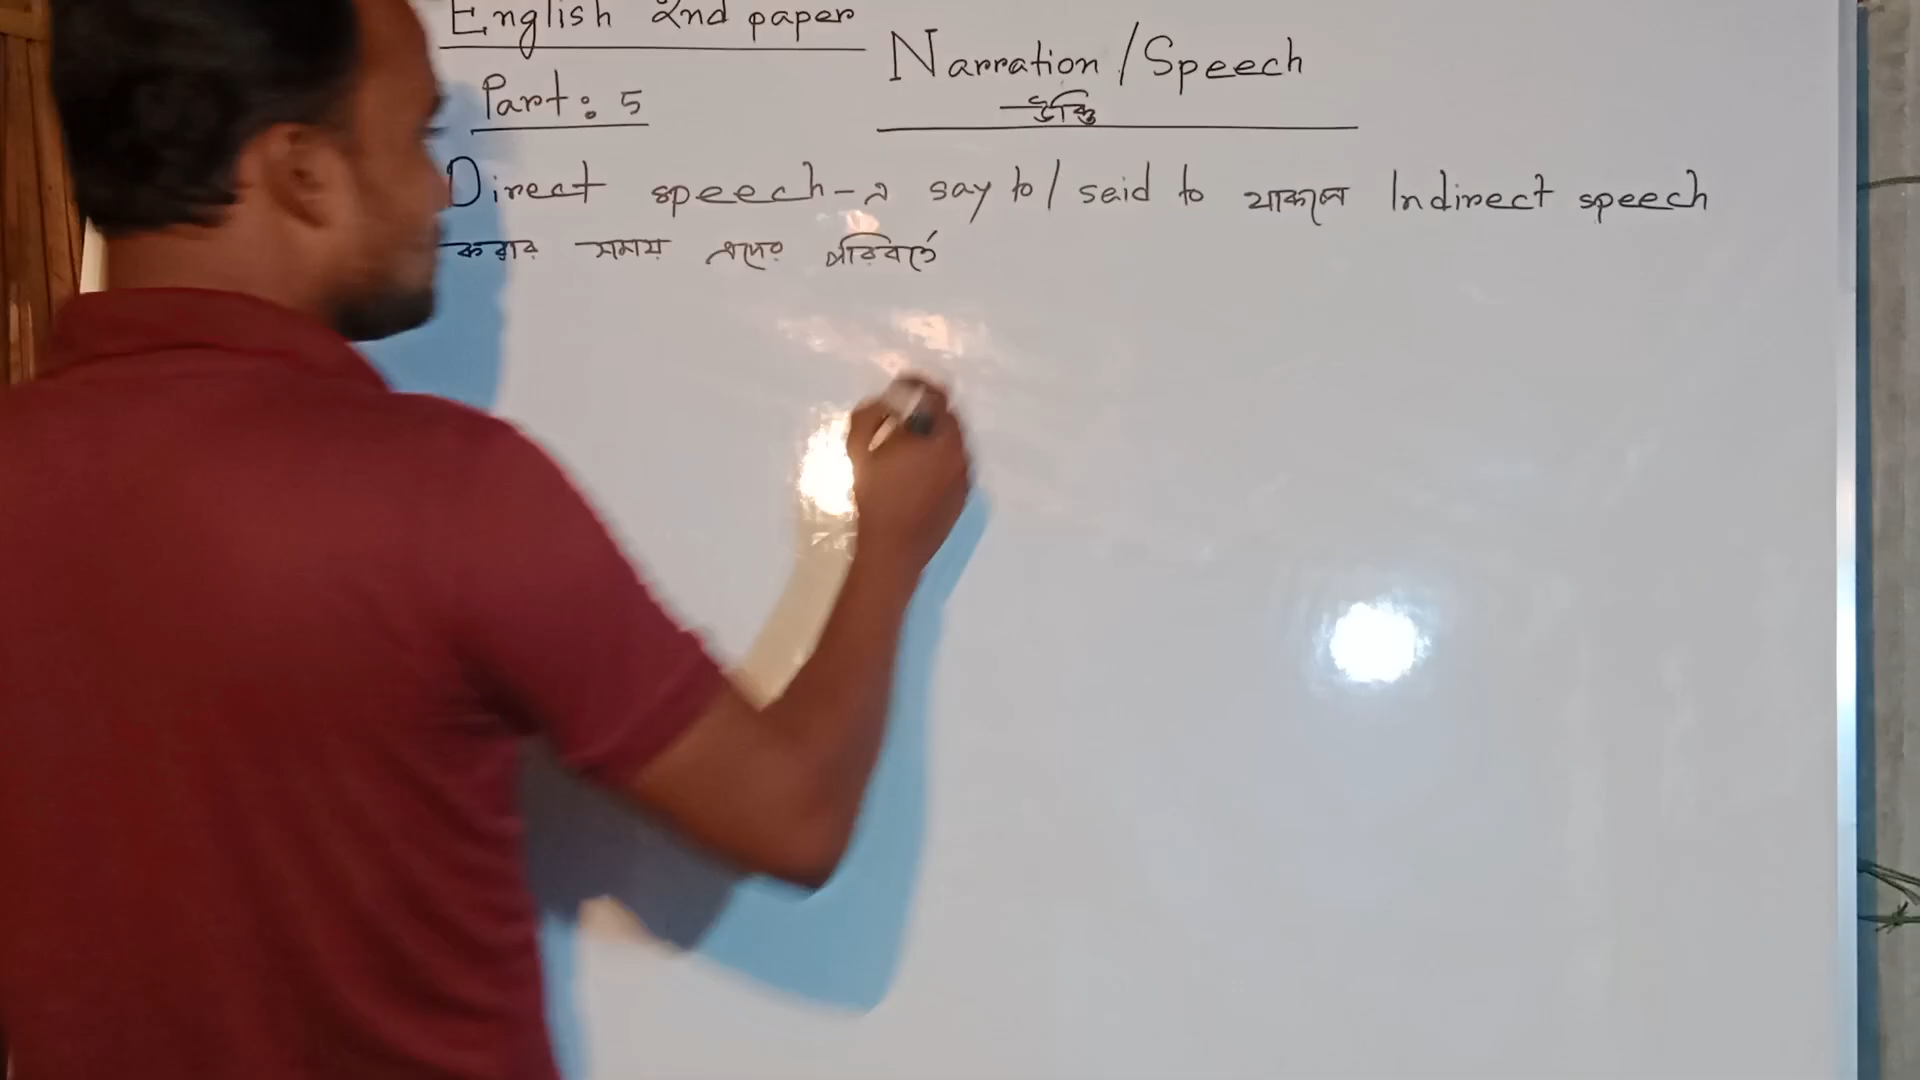 English 2nd paper
Part: 5
Narration / Speech
উক্তি
Direct speech-এ say to / said to থাকলে Indirect speech
করার সময় এদের পরিবর্তে